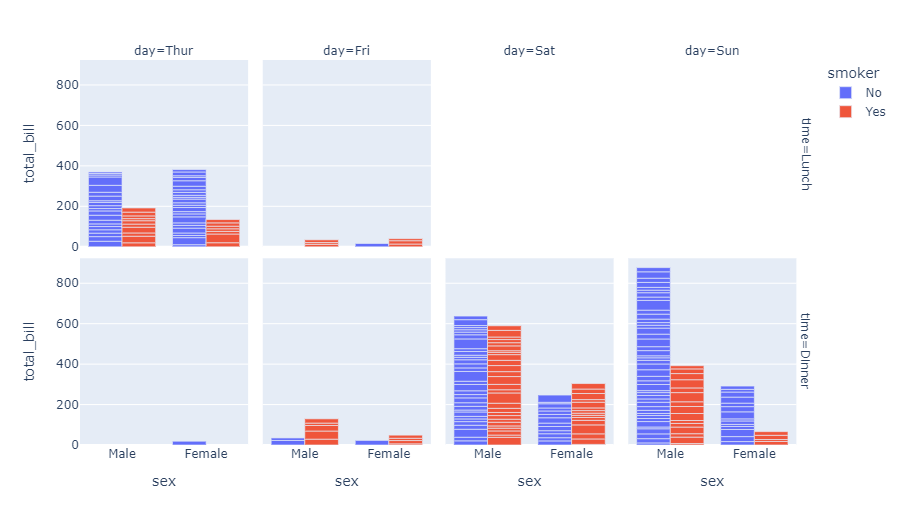 day=Thur
day=Fri
day=Sat
day=Sun
smoker
No
Yes
800
600
400
200
0
total_bill
time=Lunch
800
600
400
200
0
total_bill
time=Dinner
Male
Female
Male
Female
Male
Female
Male
Female
sex
sex
sex
sex